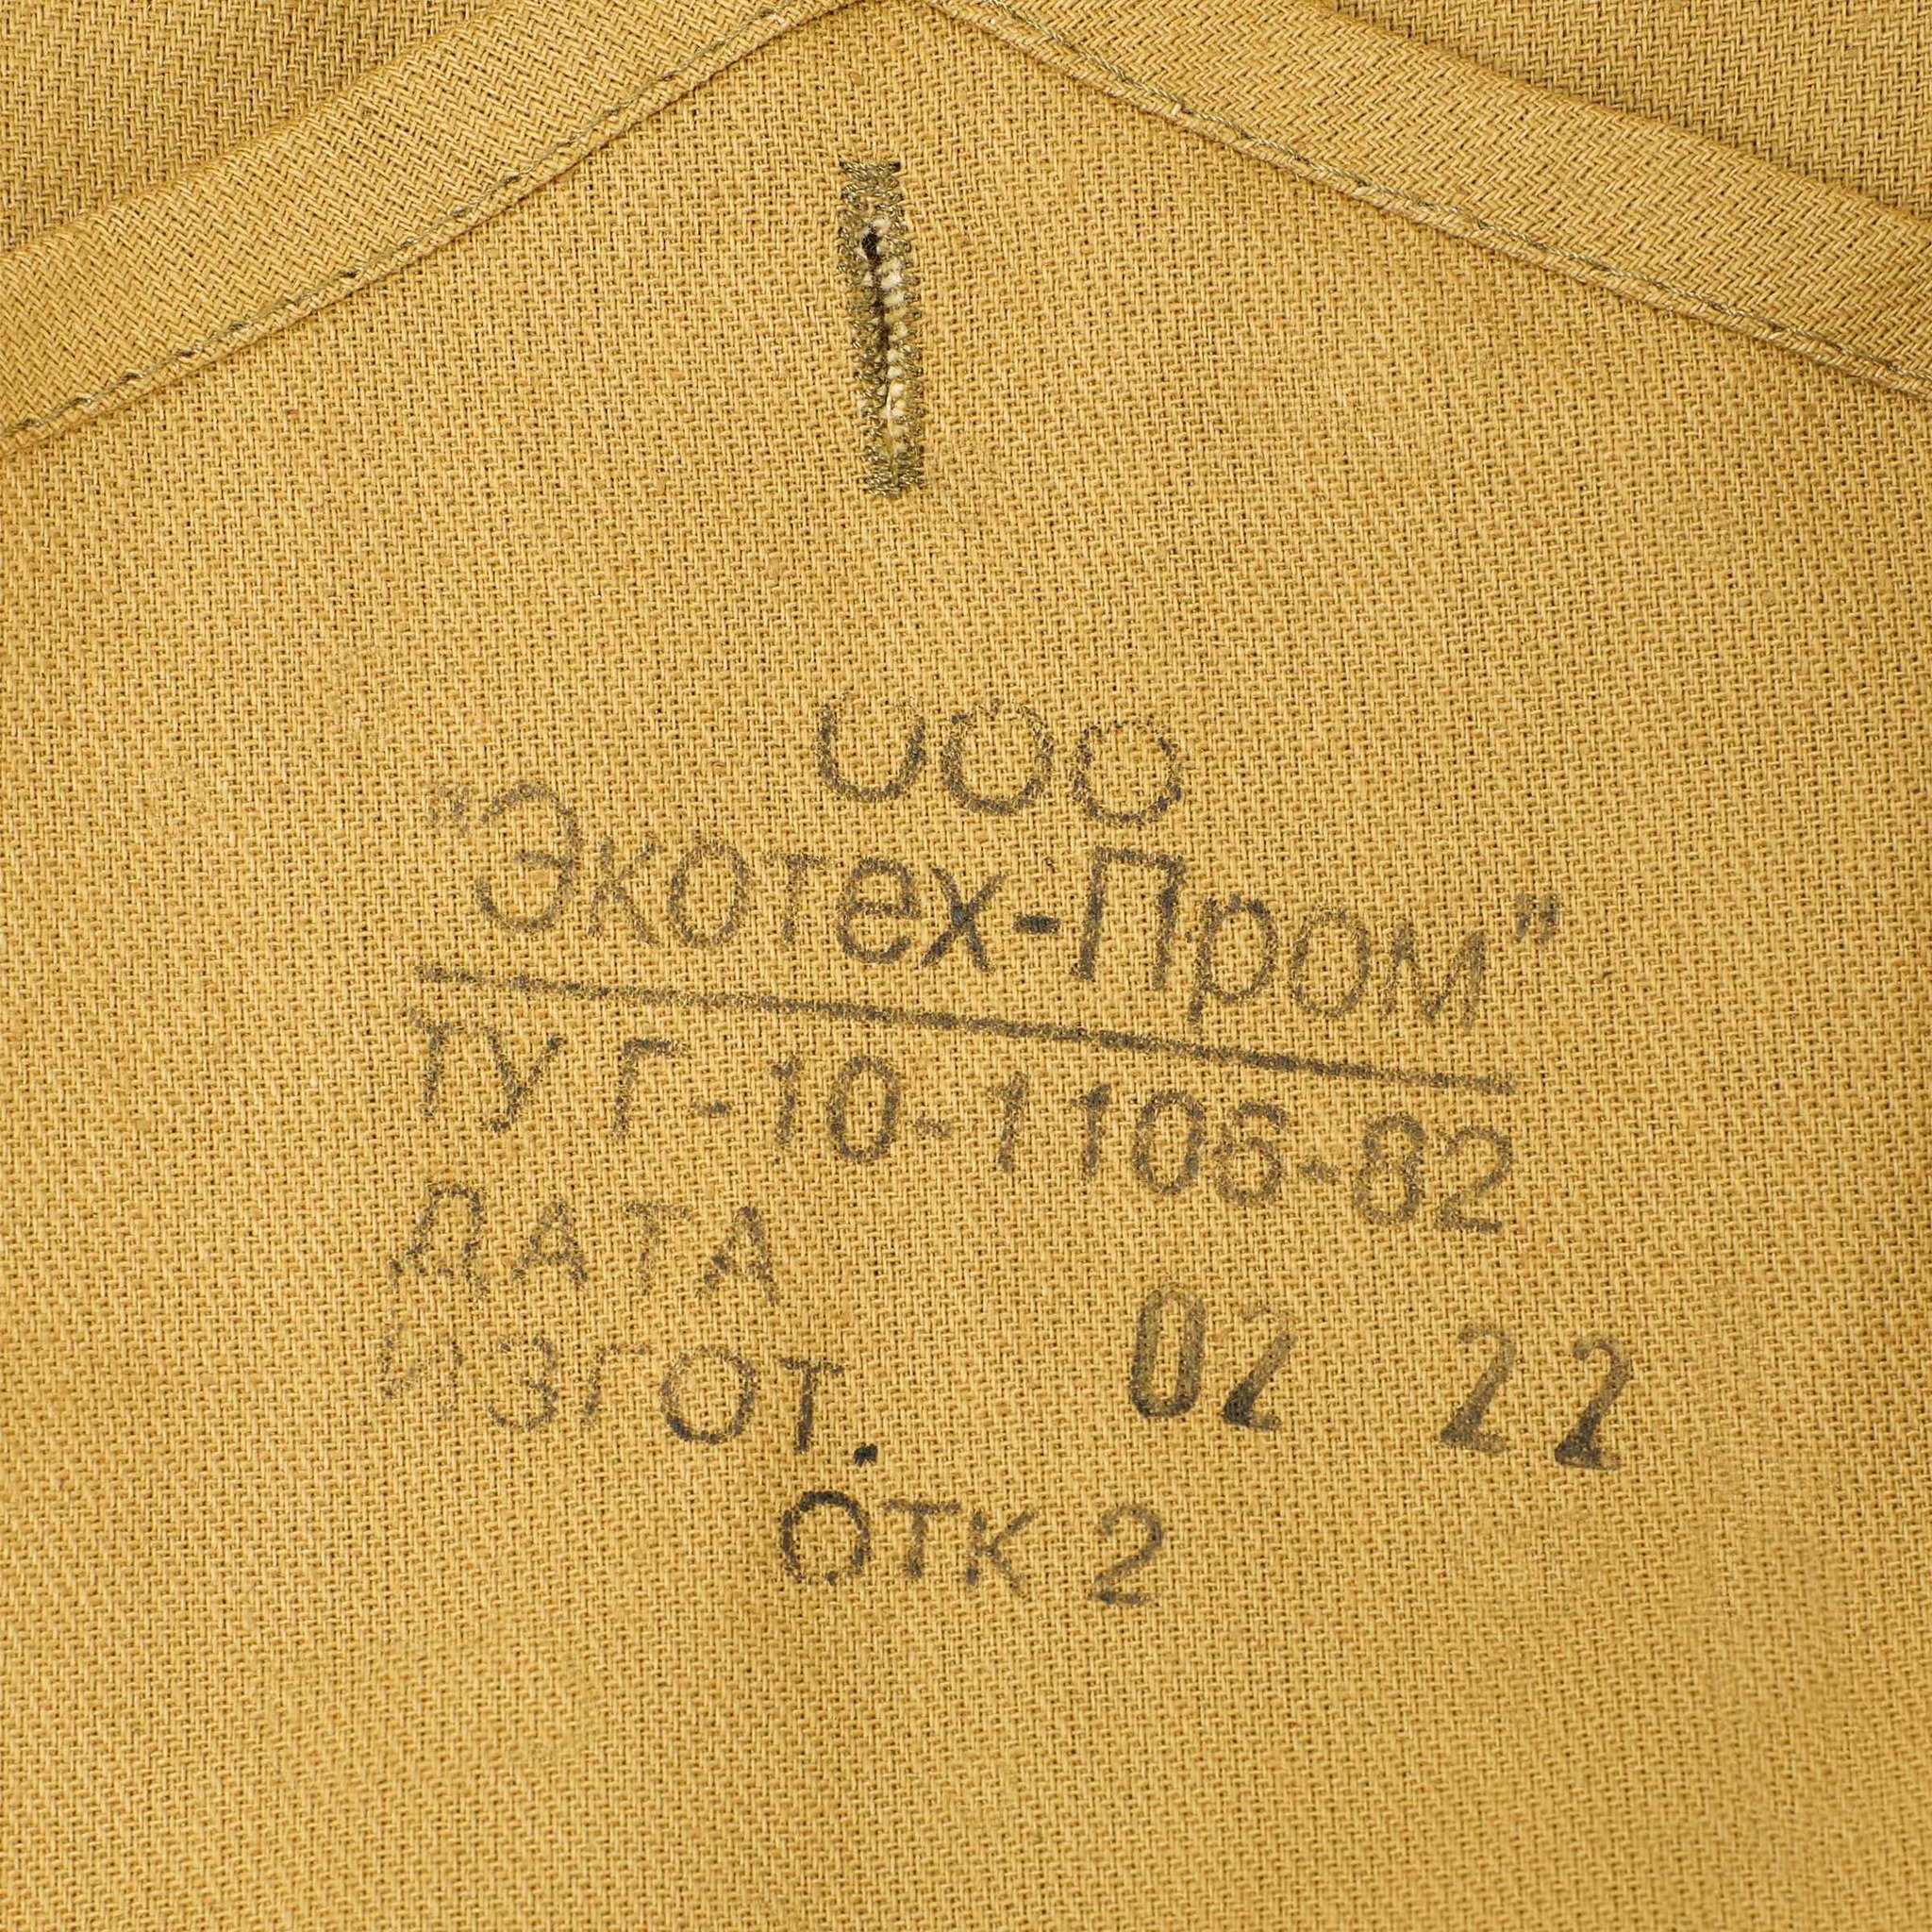 ООО
"Экотех-Пром"
ТУ Г-10-1106-82
ДАТА
ИЗГОТ. 02 22
ОТК 2